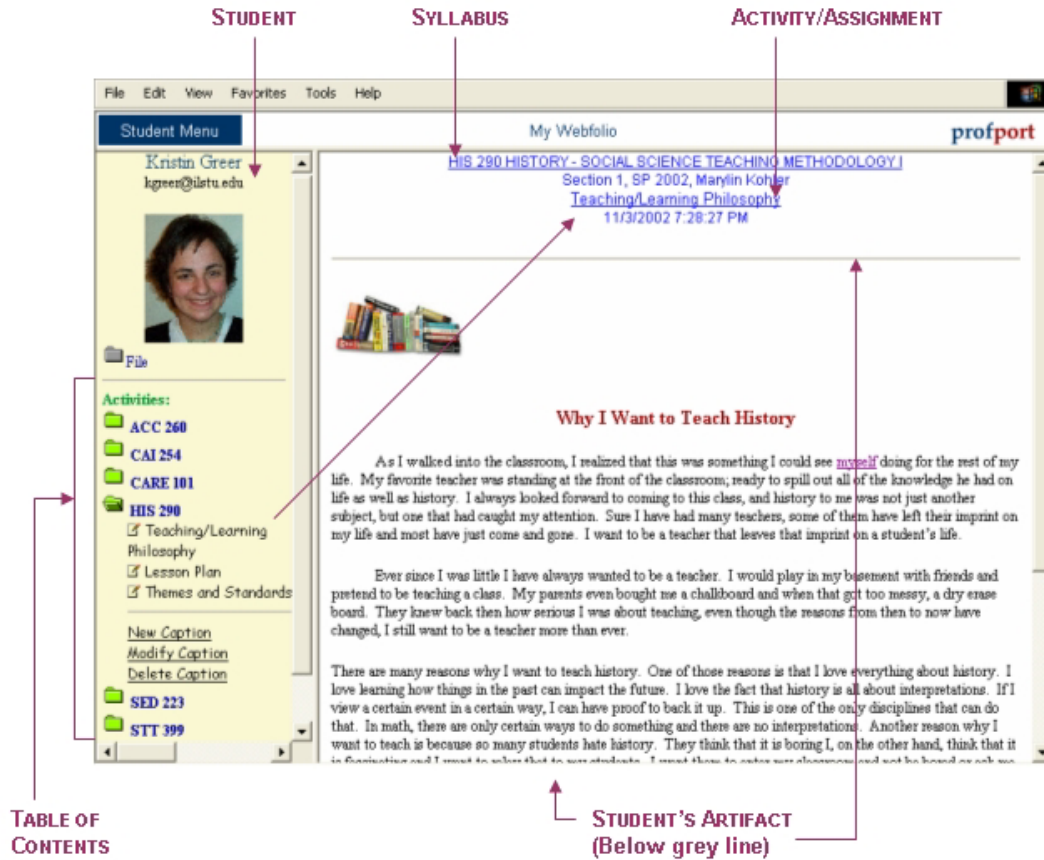 STUDENT SYLLABUS ACTIVITY/ASSIGNMENT
File Edit View Favorites Tools Help
Student Menu My Webfolio profport
Kristin Greer
kgreer@ilstu.edu
File
Activities:
ACC 260
CAI 254
CARE 101
HIS 290
Teaching/Learning
Philosophy
Lesson Plan
Themes and Standards
New Caption
Modify Caption
Delete Caption
SED 223
STT 399
HIS 290 HISTORY - SOCIAL SCIENCE TEACHING METHODOLOGY I
Section 1, SP 2002, Marylin Kohler
Teaching/Learning Philosophy
11/3/2002 7:28:27 PM
Why I Want to Teach History
As I walked into the classroom, I realized that this was something I could see myself doing for the rest of my
life. My favorite teacher was standing at the front of the classroom; ready to spill out all of the knowledge he had on
life as well as history. I always looked forward to coming to this class, and history to me was not just another
subject, but one that had caught my attention. Sure I have had many teachers, some of them have left their imprint on
my life and most have just come and gone. I want to be a teacher that leaves that imprint on a student's life.
Ever since I was little I have always wanted to be a teacher. I would play in my basement with friends and
pretend to be teaching a class. My parents even bought me a chalkboard and when that got too messy, a dry erase
board. They knew back then how serious I was about teaching, even though the reasons from then to now have
changed, I still want to be a teacher more than ever.
There are many reasons why I want to teach history. One of those reasons is that I love everything about history. I
love learning how things in the past can impact the future. I love the fact that history is all about interpretations. If I
view a certain event in a certain way, I can have proof to back it up. This is one of the only disciplines that can do
that. In math, there are only certain ways to do something and there are no interpretations. Another reason why I
want to teach is because so many students hate history. They think that it is boring I, on the other hand, think that it
TABLE OF
CONTENTS
STUDENT'S ARTIFACT
(Below grey line)